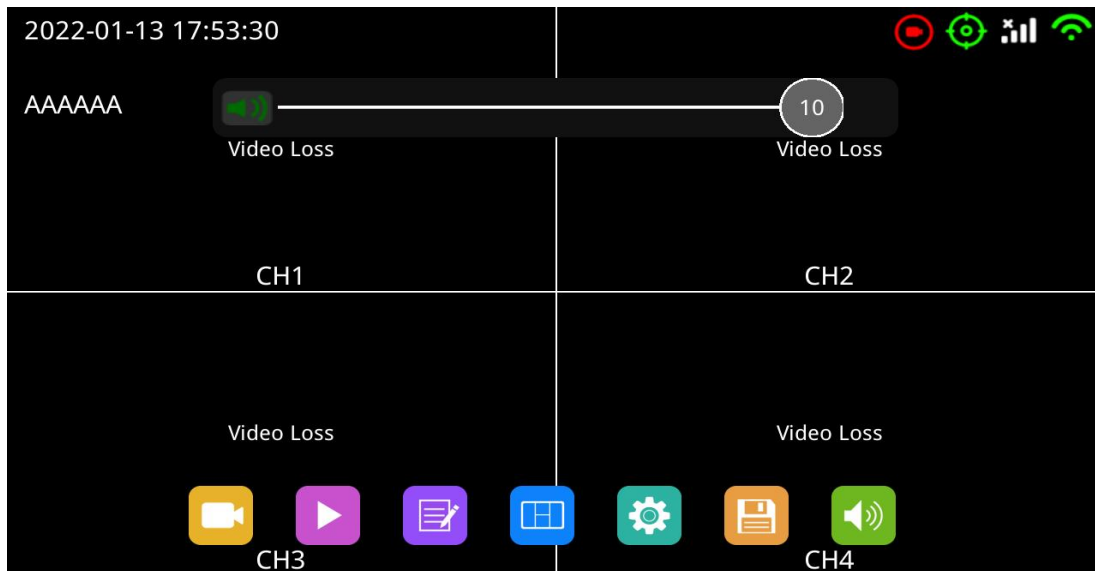 2022-01-13 17:53:30
AAAAAA
10
Video Loss
Video Loss
CH1
CH2
Video Loss
Video Loss
CH3
CH4